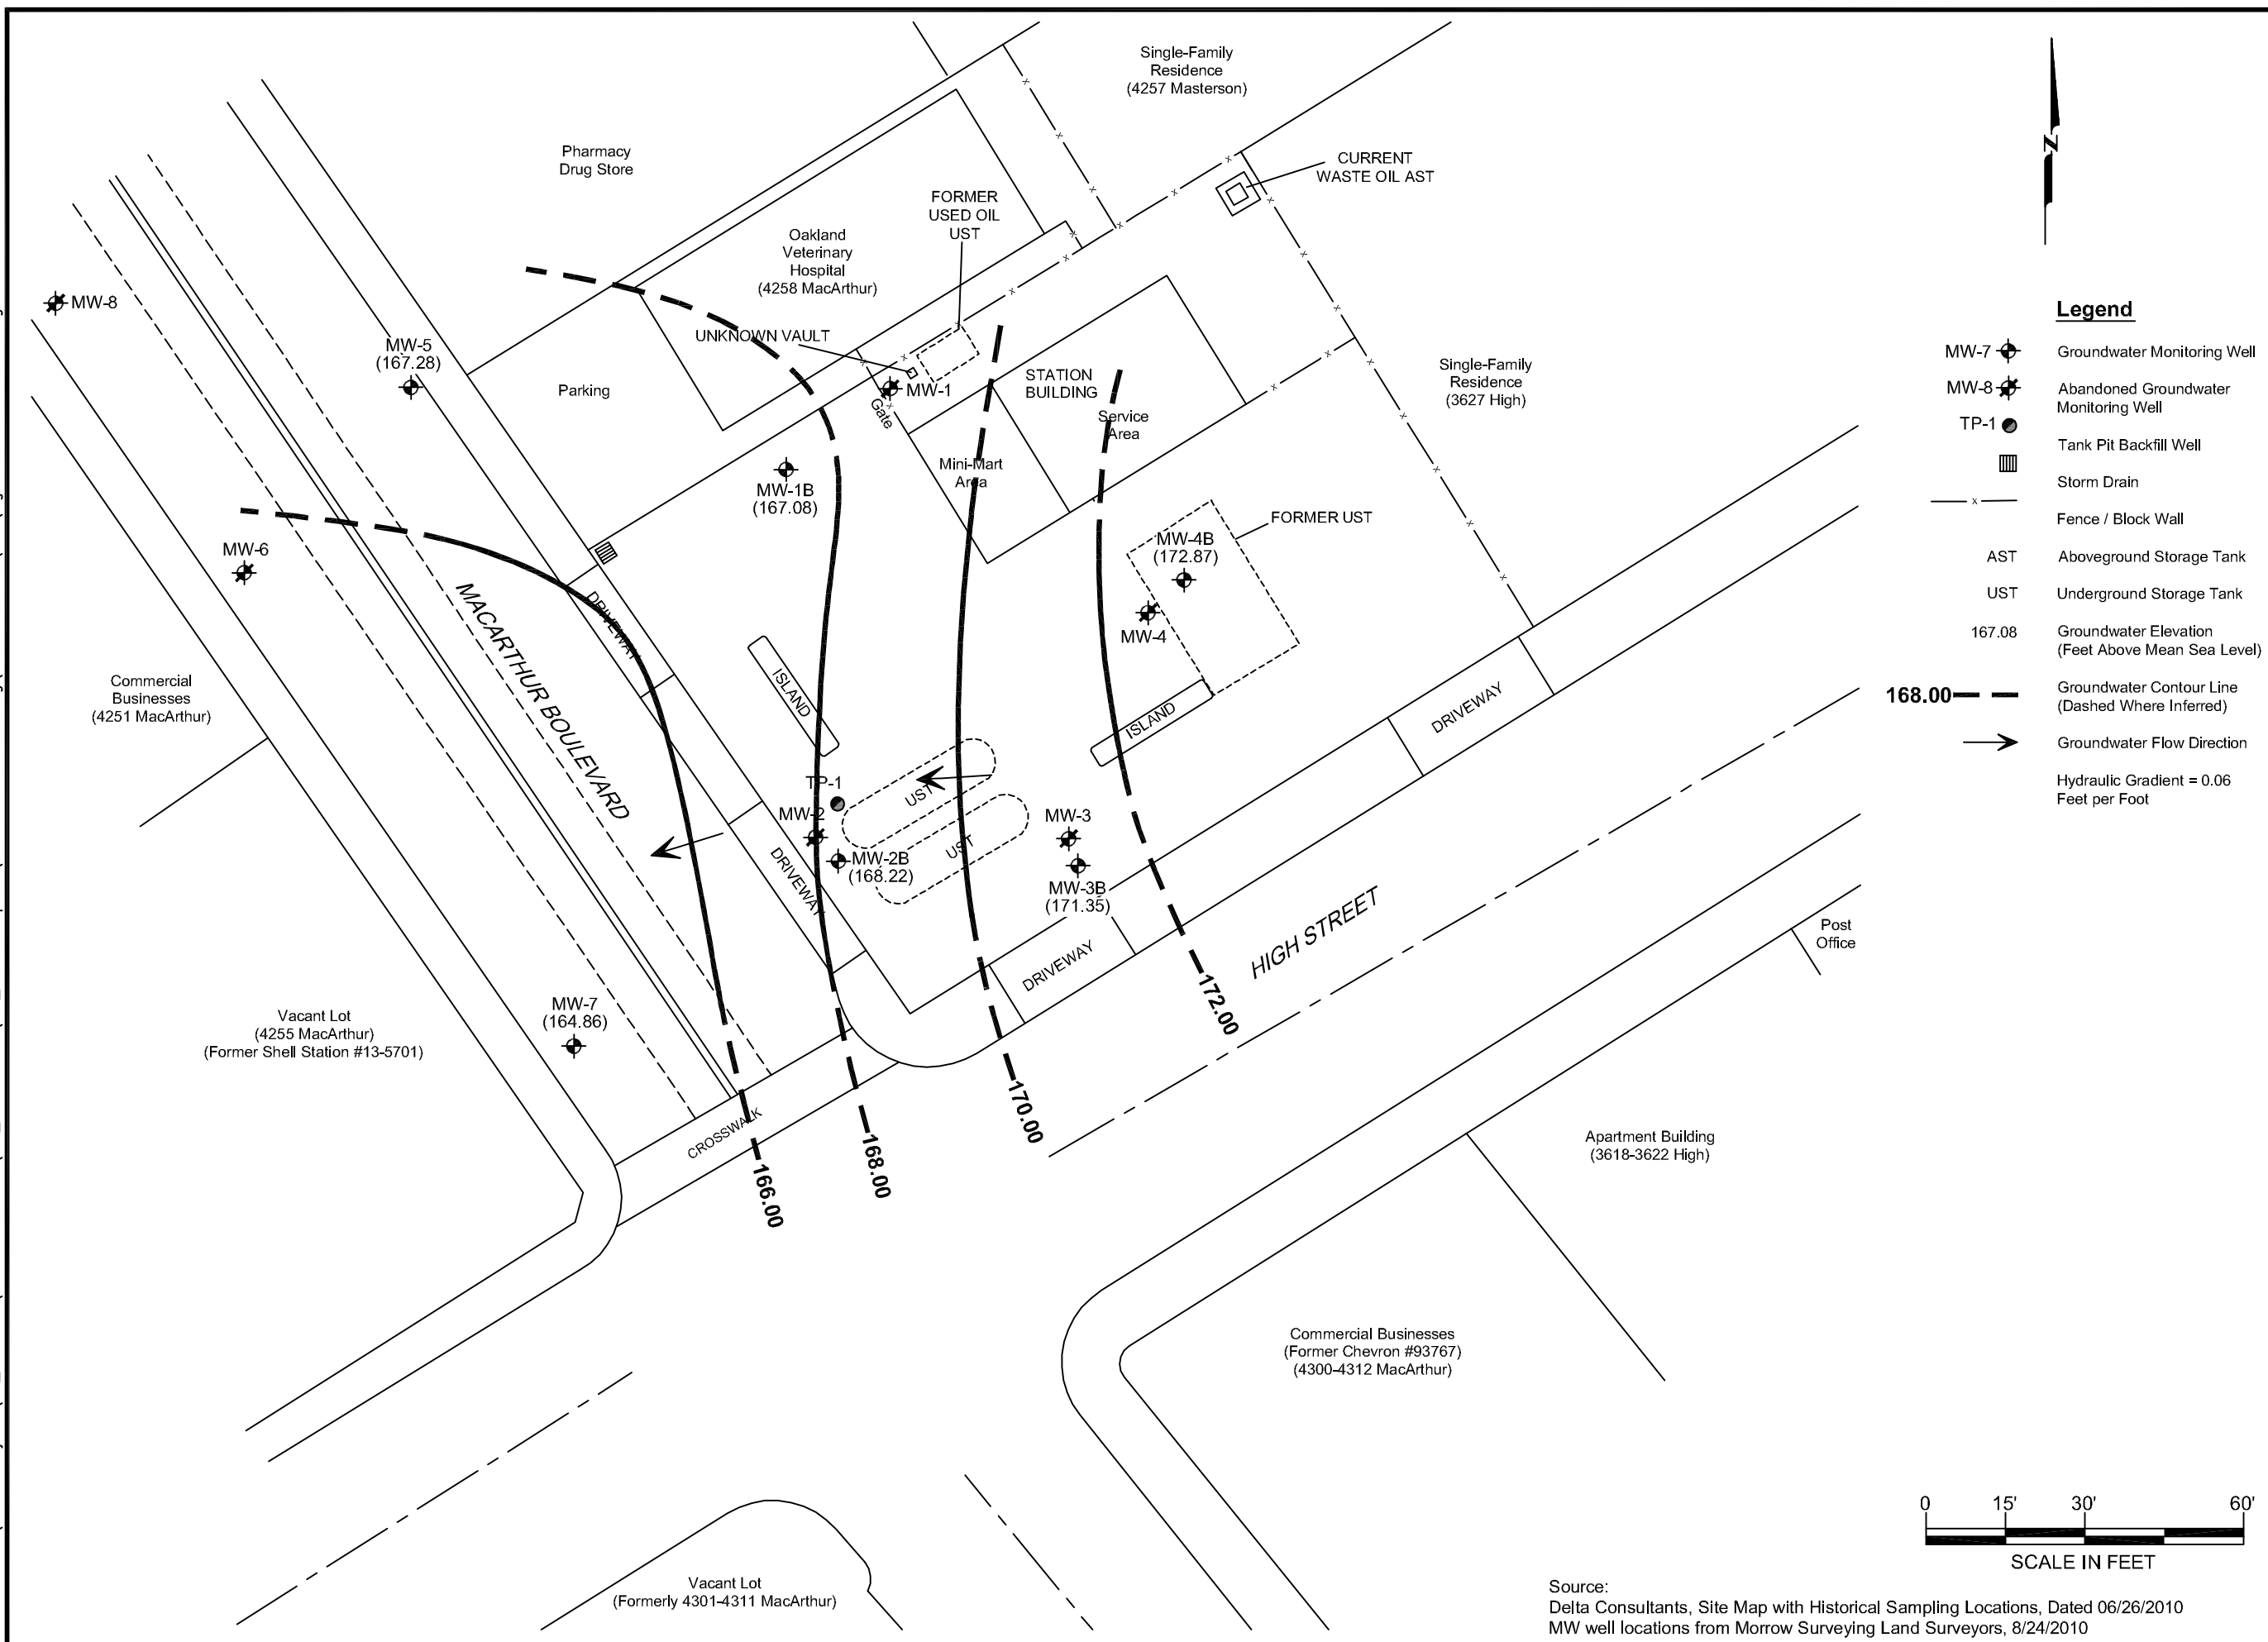 Single-Family
Residence
(4257 Masterson)
N
Pharmacy
Drug Store
CURRENT
WASTE OIL AST
FORMER
USED OIL
UST
Oakland
Veterinary
Hospital
(4258 MacArthur)
UNKNOWN VAULT
MW-8
MW-5
(167.28)
Parking
MW-1
Gate
STATION
BUILDING
Service
Area
Mini-Mart
Area
Single-Family
Residence
(3627 High)
MW-1B
(167.08)
FORMER UST
MW-6
MW-4B
(172.87)
MW-4
MACARTHUR BOULEVARD
DRIVEWAY
ISLAND
ISLAND
DRIVEWAY
Commercial
Businesses
(4251 MacArthur)
TP-1
MW-2
MW-2B
(168.22)
UST
UST
MW-3
MW-3B
(171.35)
DRIVEWAY
DRIVEWAY
HIGH STREET
Post
Office
Vacant Lot
(4255 MacArthur)
(Former Shell Station #13-5701)
MW-7
(164.86)
CROSSWALK
166.00
168.00
170.00
172.00
Apartment Building
(3618-3622 High)
Commercial Businesses
(Former Chevron #93767)
(4300-4312 MacArthur)
Vacant Lot
(Formerly 4301-4311 MacArthur)
Legend
MW-7 Groundwater Monitoring Well
MW-8 Abandoned Groundwater
Monitoring Well
TP-1
Tank Pit Backfill Well
Storm Drain
x
Fence / Block Wall
AST Aboveground Storage Tank
UST Underground Storage Tank
167.08 Groundwater Elevation
(Feet Above Mean Sea Level)
168.00 Groundwater Contour Line
(Dashed Where Inferred)
Groundwater Flow Direction
Hydraulic Gradient = 0.06
Feet per Foot
0 15' 30' 60'
SCALE IN FEET
Source:
Delta Consultants, Site Map with Historical Sampling Locations, Dated 06/26/2010
MW well locations from Morrow Surveying Land Surveyors, 8/24/2010